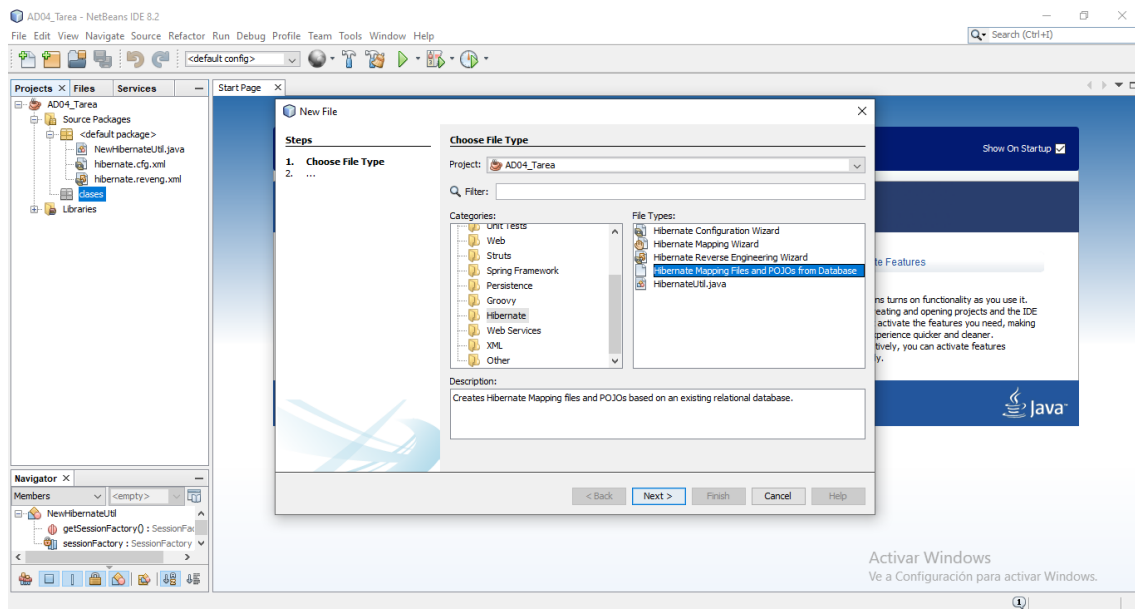 AD04_Tarea - NetBeans IDE 8.2
File Edit View Navigate Source Refactor Run Debug Profile Team Tools Window Help
Search (Ctrl+I)
<default config>
Projects Files Services
Start Page
AD04_Tarea
Source Packages
<default package>
NewHibernateUtil.java
hibernate.cfg.xml
hibernate.reveng.xml
clases
Libraries
New File
Steps
1. Choose File Type
2. ...
Choose File Type
Project: AD04_Tarea
Filter:
Categories:
Unit Tests
Web
Struts
Spring Framework
Persistence
Groovy
Hibernate
Web Services
XML
Other
File Types:
Hibernate Configuration Wizard
Hibernate Mapping Wizard
Hibernate Reverse Engineering Wizard
Hibernate Mapping Files and POJOs from Database
HibernateUtil.java
Description:
Creates Hibernate Mapping files and POJOs based on an existing relational database.
< Back Next > Finish Cancel Help
Show On Startup
te Features
ns turns on functionality as you use it.
eating and opening projects and the IDE
activate the features you need, making
xperience quicker and cleaner.
tively, you can activate features
y.
Java
Navigator
Members <empty>
NewHibernateUtil
getSessionFactory() : SessionFac
sessionFactory : SessionFactory
Activar Windows
Ve a Configuración para activar Windows.
1